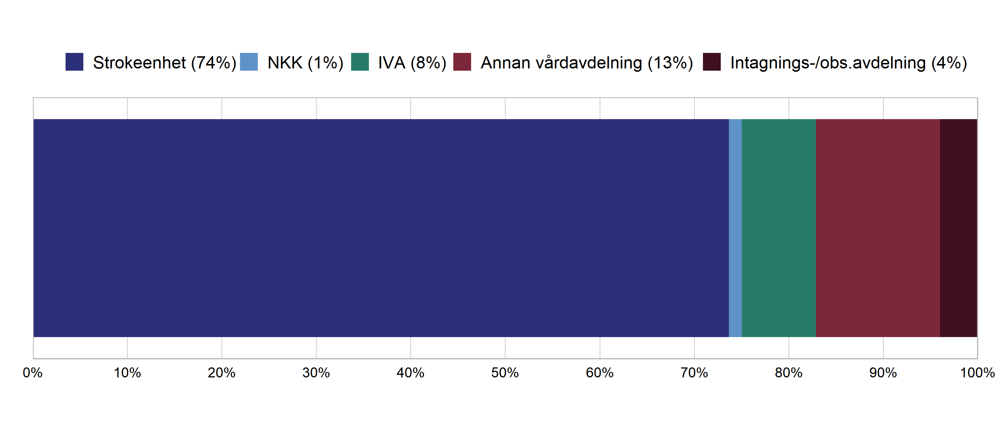 Strokeenhet (74%) NKK (1%) IVA (8%) Annan vårdavdelning (13%) Intagnings-/obs.avdelning (4%)
0% 10% 20% 30% 40% 50% 60% 70% 80% 90% 100%